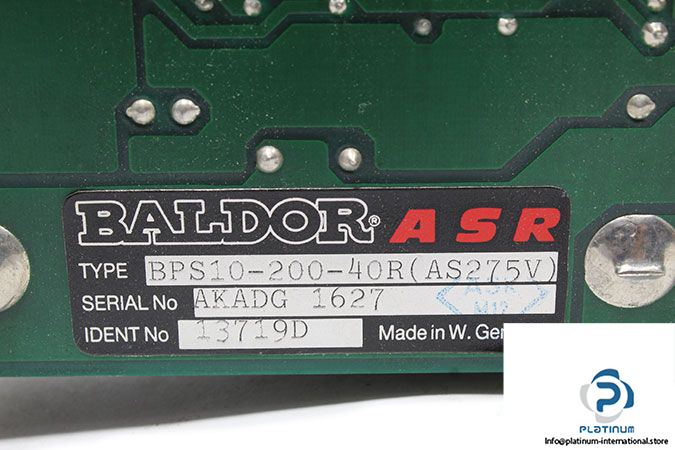 BALDOR® ASR
TYPE BPS10-200-40R(AS275V)
SERIAL No AKADG 1627
IDENT No 13719D Made in W. Ger
PLATINUM
Info@platinum-international.store